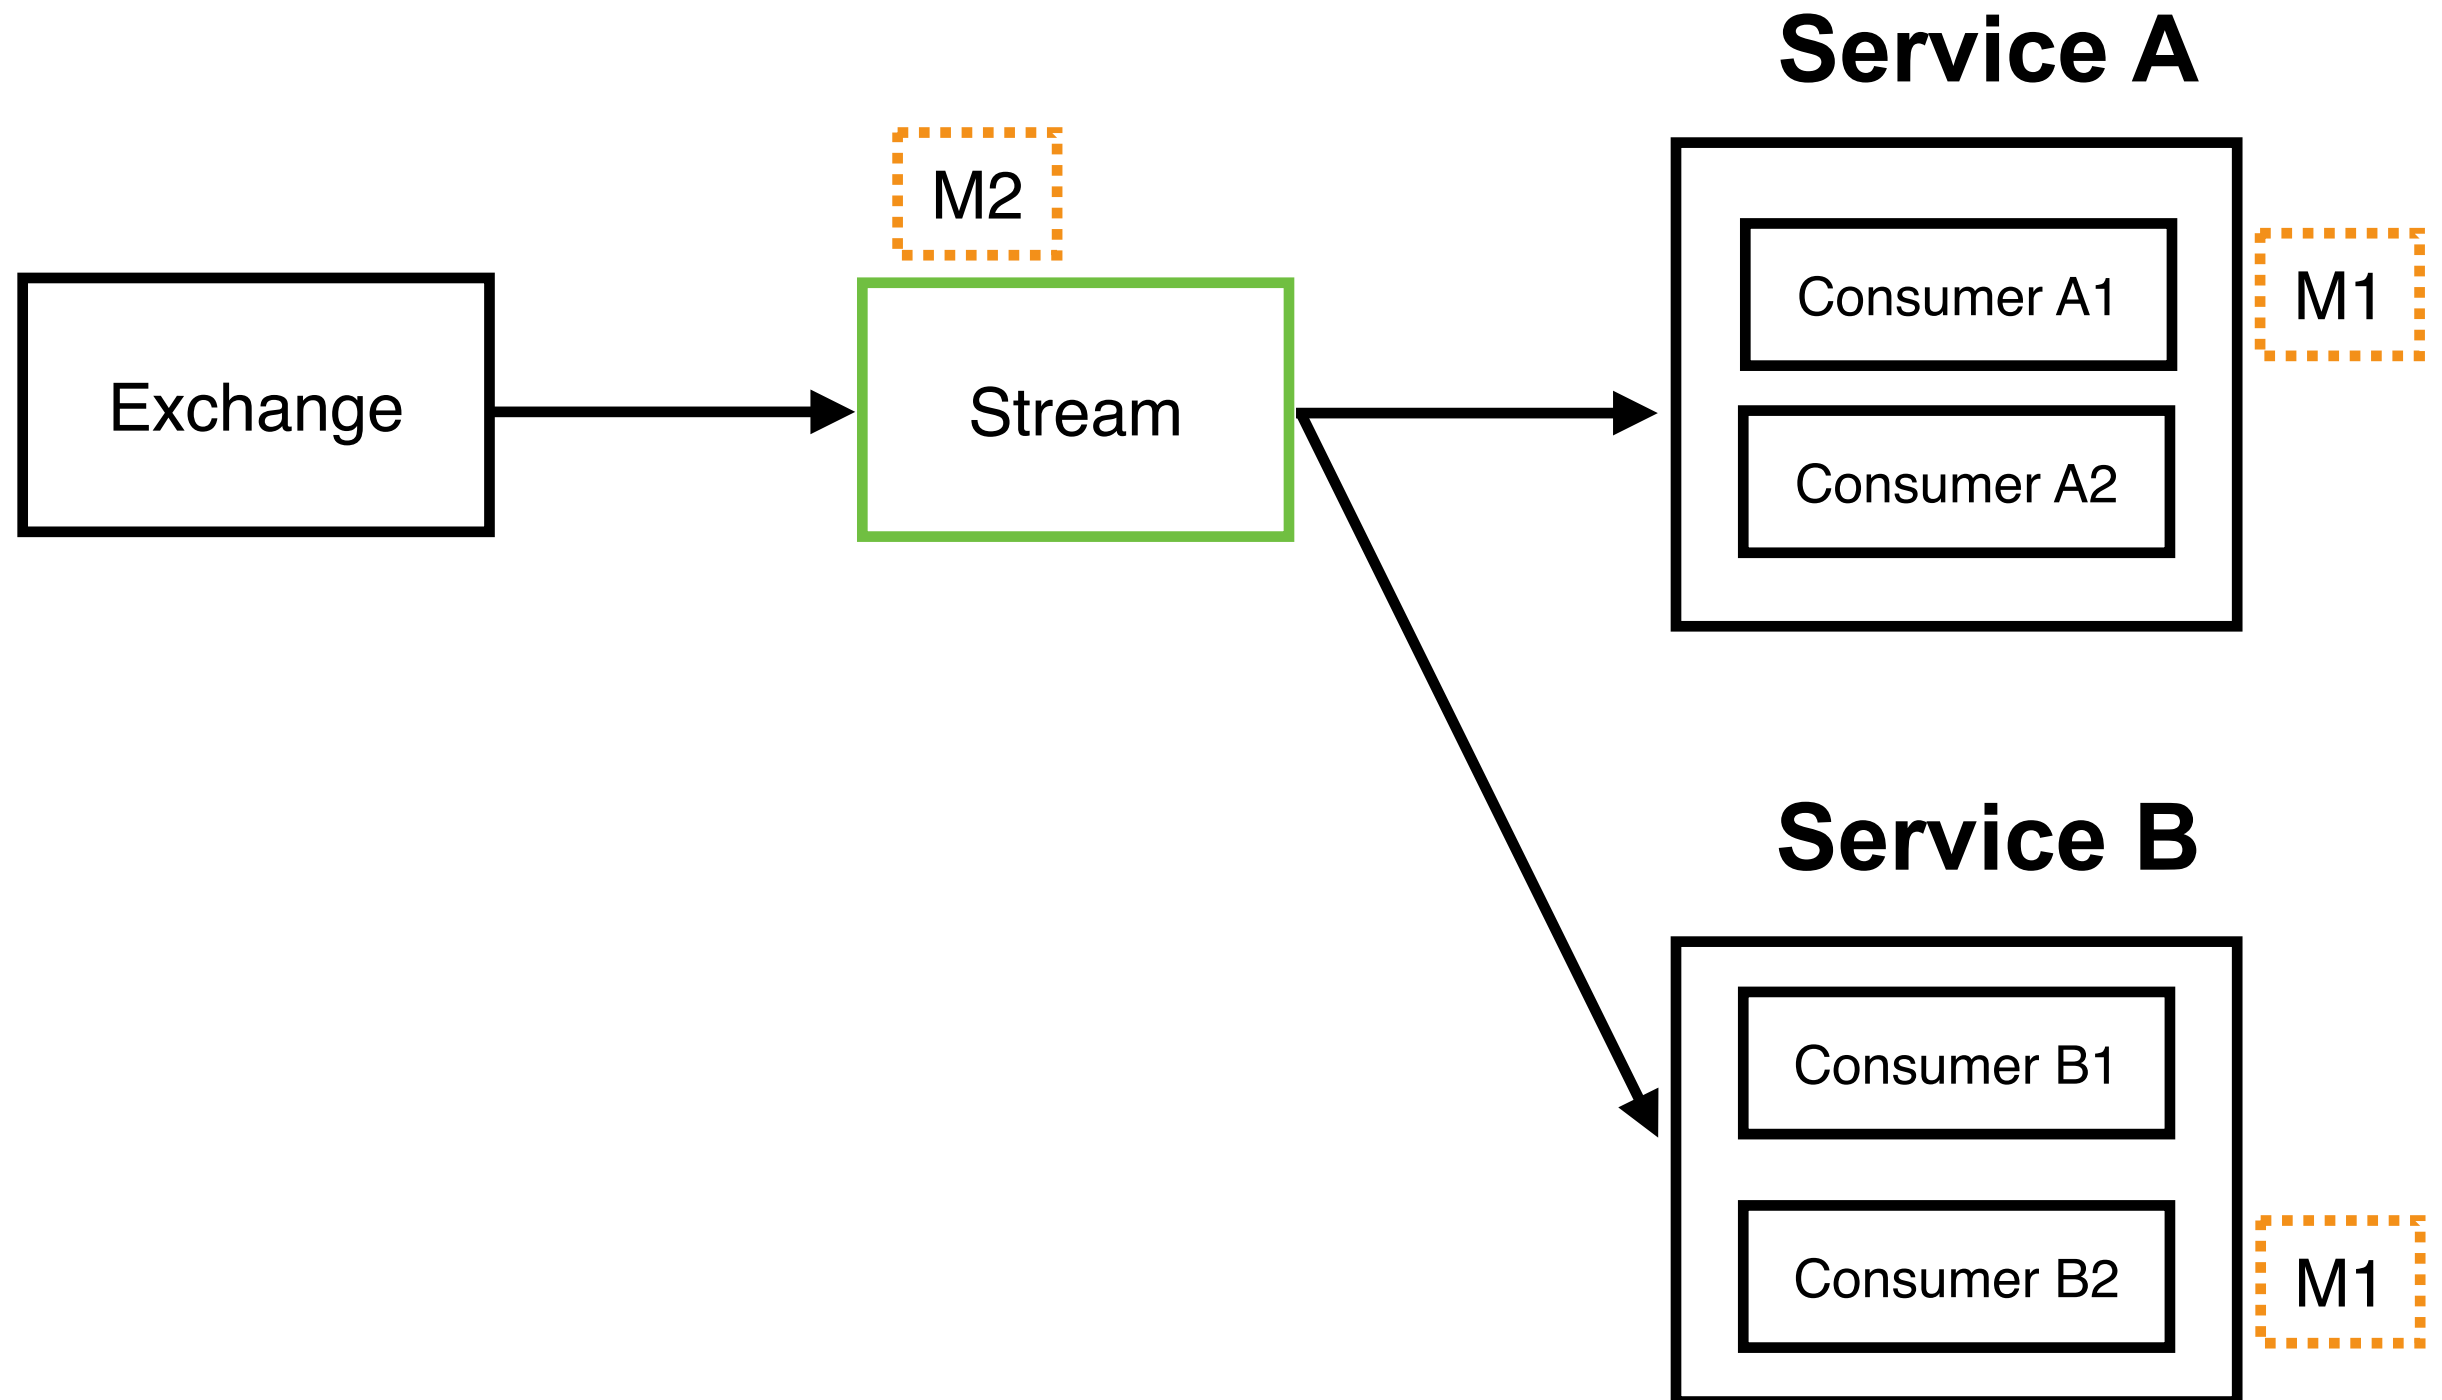 Service A
M2
Consumer A1
M1
Exchange
Stream
Consumer A2
Service B
Consumer B1
Consumer B2
M1